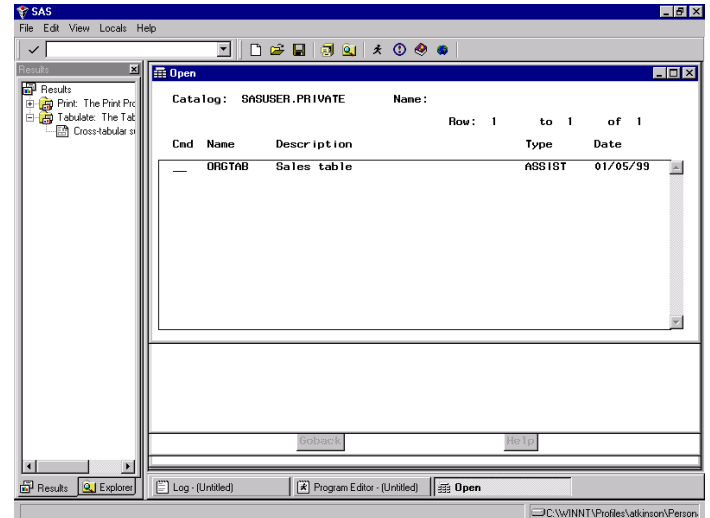 SAS
File Edit View Locals Help
Results
Results
Print: The Print Pro
Tabulate: The Tab
Cross-tabular su
Open
Catalog: SASUSER.PRIVATE Name:
Row: 1 to 1 of 1
Cmd Name Description Type Date
ORGTAB Sales table ASSIST 01/05/99
Goback Help
Results Explorer
Log - (Untitled) Program Editor - (Untitled) Open
C:\WINNT\Profiles\atkinson\Person